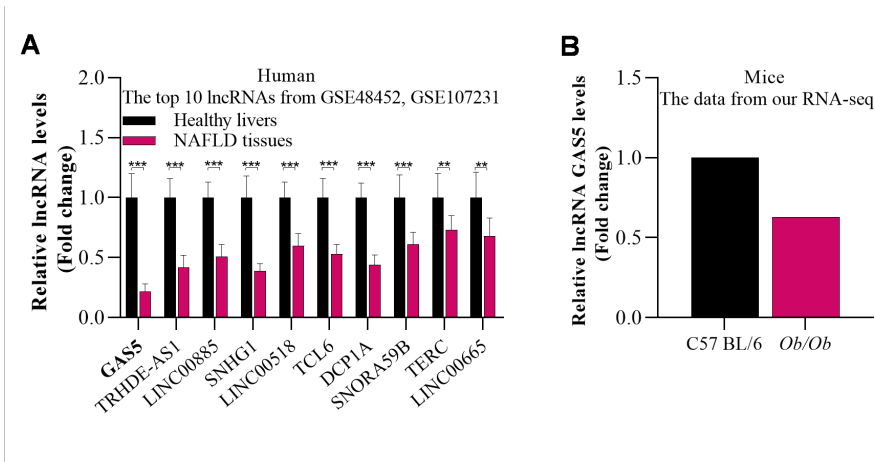 A
Human
The top 10 lncRNAs from GSE48452, GSE107231
Healthy livers
NAFLD tissues
Relative lncRNA levels
(Fold change)
2.0
1.5
1.0
0.5
0.0
*** *** *** *** *** *** *** *** ** **
GAS5
TRHDE-AS1
LINC00885
SNHG1
LINC00518
TCL6
DCP1A
SNORA59B
TERC
LINC00665
B
Mice
The data from our RNA-seq
Relative lncRNA GAS5 levels
(Fold change)
1.5
1.0
0.5
0.0
C57 BL/6
Ob/Ob